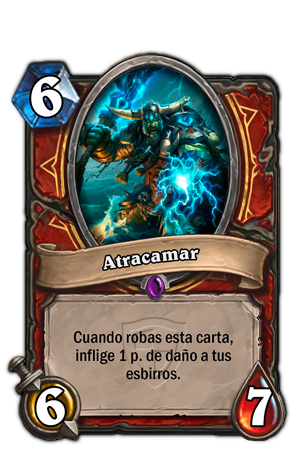 6
Atracamar
Cuando robas esta carta,
inflige 1 p. de daño a tus
esbirros.
6
7